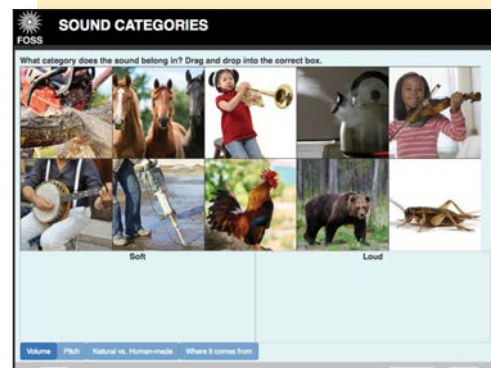 FOSS
SOUND CATEGORIES
What category does the sound belong in? Drag and drop into the correct box.
Soft
Loud
Volume
Pitch
Natural vs. Human-made
Where it comes from